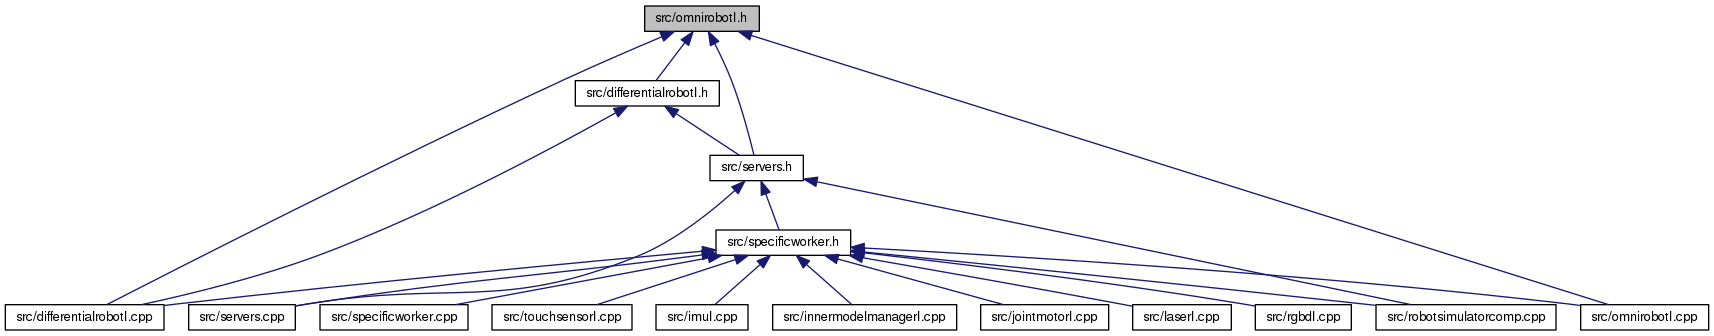 src/omnirobotI.h
src/differentialrobotI.h
src/servers.h
src/specificworker.h
src/differentialrobotI.cpp
src/servers.cpp
src/specificworker.cpp
src/touchsensorI.cpp
src/imuI.cpp
src/innermodelmanagerI.cpp
src/jointmotorI.cpp
src/laserI.cpp
src/rgbdI.cpp
src/robotsimulatorcomp.cpp
src/omnirobotI.cpp